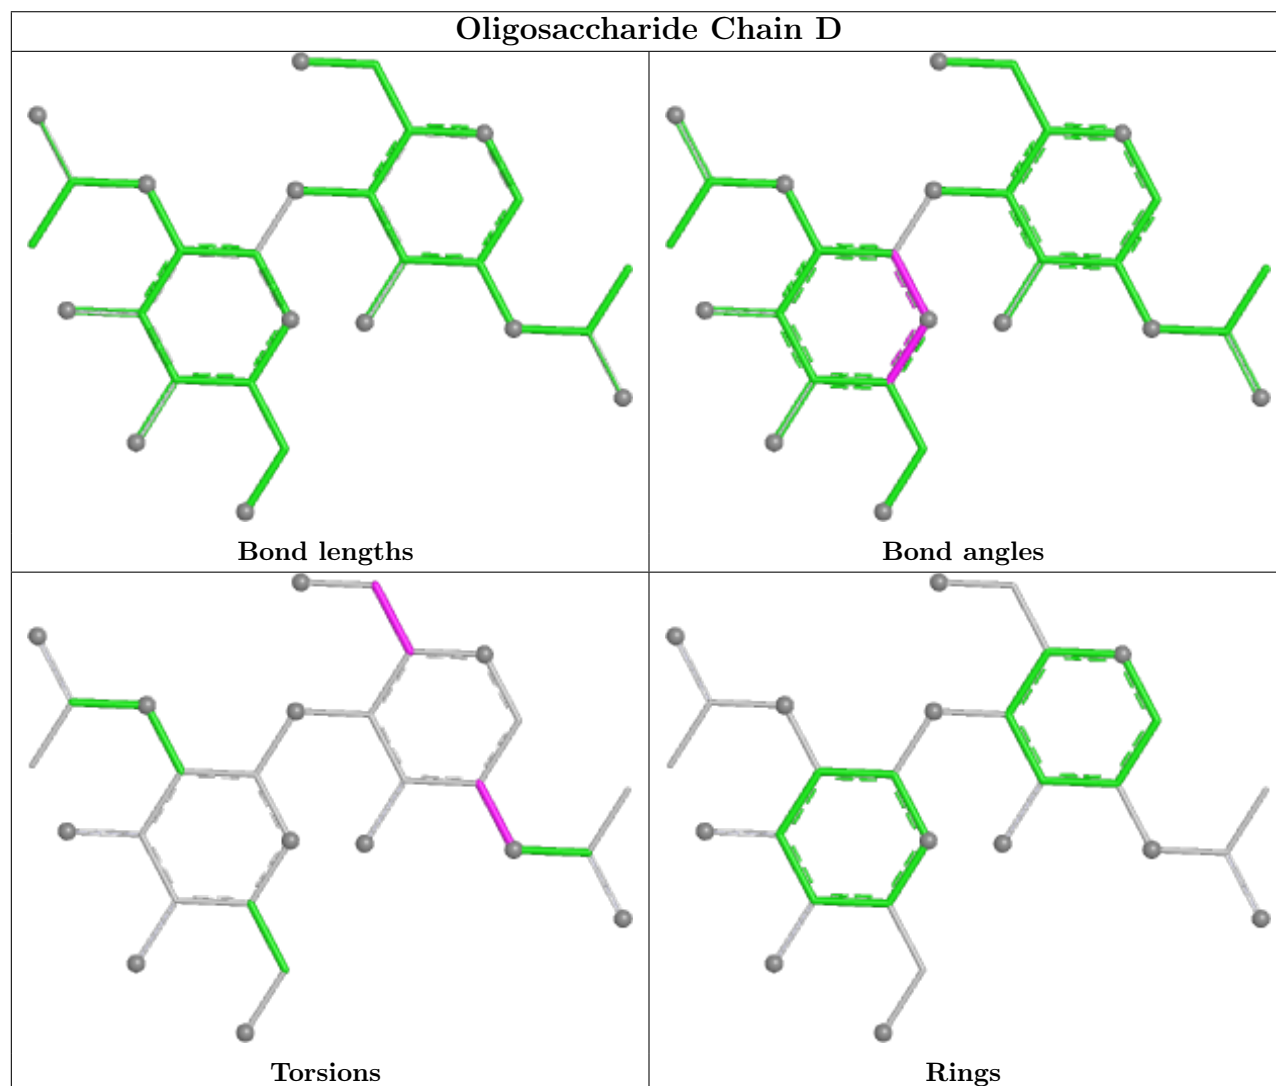 Oligosaccharide Chain D
Bond lengths
Bond angles
Torsions
Rings